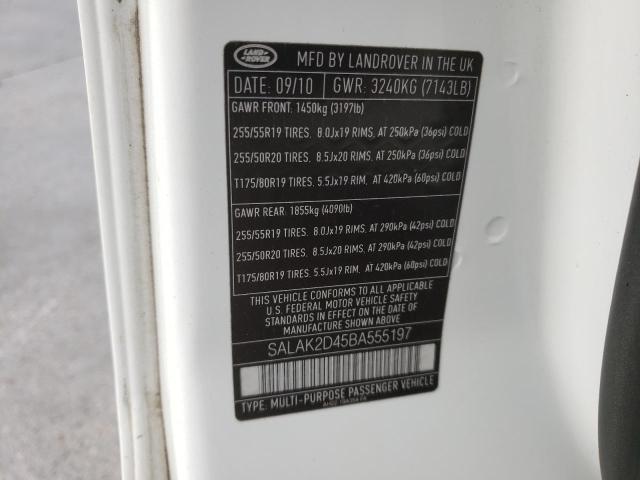 LAND ROVER
MFD BY LANDROVER IN THE UK
DATE: 09/10 GWR: 3240KG (7143LB)
GAWR FRONT: 1450kg (3197lb)
255/55R19 TIRES, 8.0Jx19 RIMS, AT 250kPa (36psi) COLD
255/50R20 TIRES, 8.5Jx20 RIMS, AT 250kPa (36psi) COLD
T175/80R19 TIRES, 5.5Jx19 RIM, AT 420kPa (60psi) COLD
GAWR REAR: 1855kg (4090lb)
255/55R19 TIRES, 8.0Jx19 RIMS, AT 290kPa (42psi) COLD
255/50R20 TIRES, 8.5Jx20 RIMS, AT 290kPa (42psi) COLD
T175/80R19 TIRES, 5.5Jx19 RIM, AT 420kPa (60psi) COLD
THIS VEHICLE CONFORMS TO ALL APPLICABLE
U.S. FEDERAL MOTOR VEHICLE SAFETY
STANDARDS IN EFFECT ON THE DATE OF
MANUFACTURE SHOWN ABOVE
SALAK2D45BA555197
TYPE: MULTI-PURPOSE PASSENGER VEHICLE